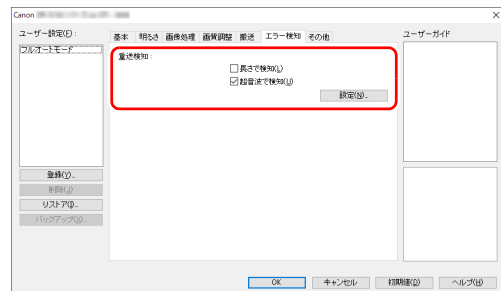 Canon
ユーザー設定(F):
フルオートモード
登録(Y)...
削除(J)
リストア(I)...
バックアップ(X)...
基本 明るさ 画像処理 画質調整 搬送 エラー検知 その他
重送検知:
長さで検知(L)
超音波で検知(U)
設定(N)...
ユーザーガイド
OK キャンセル 初期値(D) ヘルプ(H)